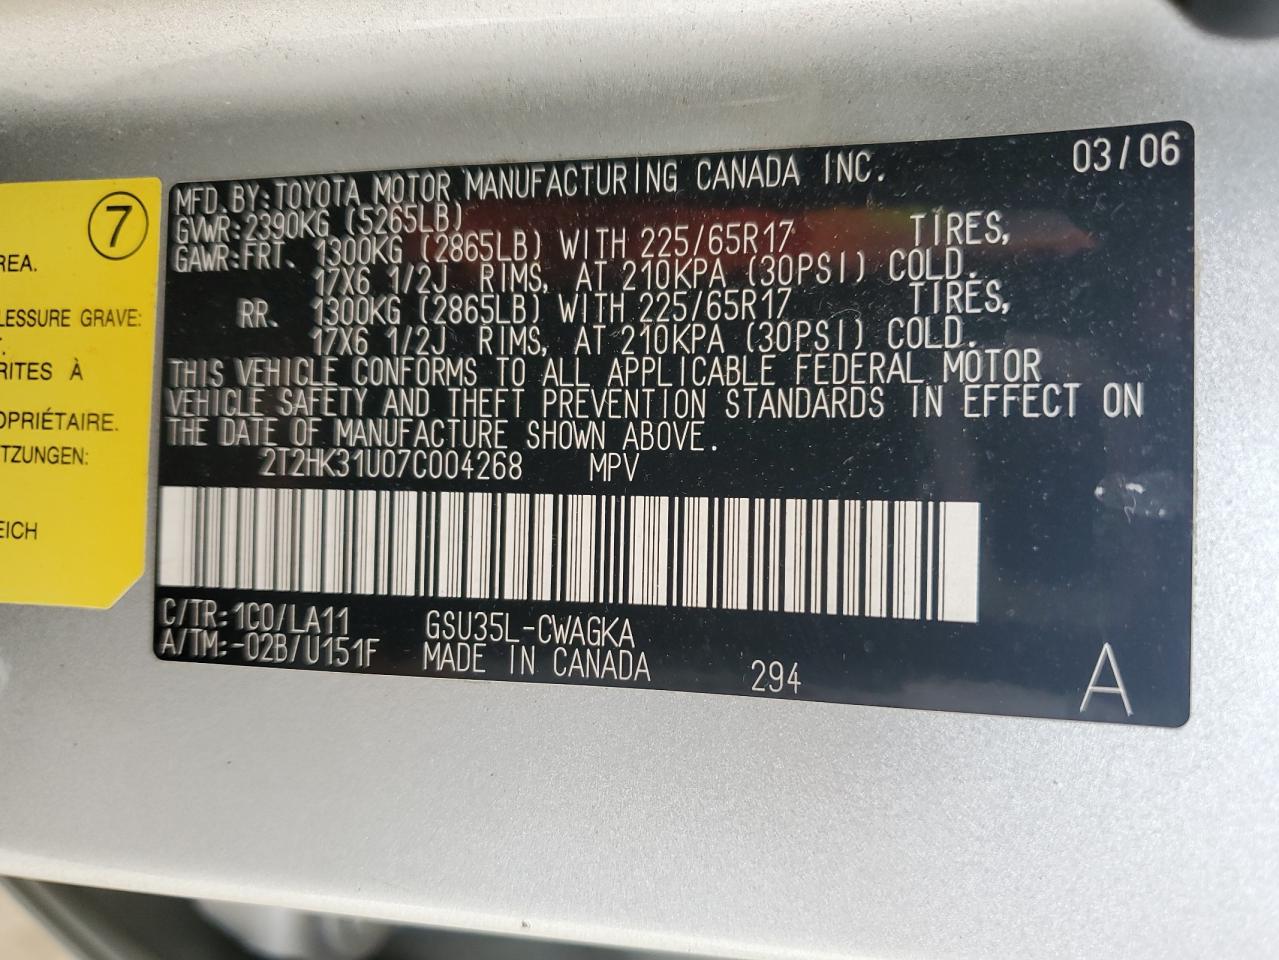 7
REA.
LESSURE GRAVE:
RITES À
OPRIÉTAIRE.
TZUNGEN:
EICH
03/06
MFD. BY: TOYOTA MOTOR MANUFACTURING CANADA INC.
GVWR: 2390KG (5265LB)
GAWR: FRT. 1300KG (2865LB) WITH 225/65R17 TIRES,
17X6 1/2J RIMS, AT 210KPA (30PSI) COLD.
RR. 1300KG (2865LB) WITH 225/65R17 TIRES,
17X6 1/2J RIMS, AT 210KPA (30PSI) COLD.
THIS VEHICLE CONFORMS TO ALL APPLICABLE FEDERAL MOTOR
VEHICLE SAFETY AND THEFT PREVENTION STANDARDS IN EFFECT ON
THE DATE OF MANUFACTURE SHOWN ABOVE.
2T2HK31U07C004268 MPV
C/TR: 1C0/LA11 GSU35L-CWAGKA
A/TM: -02B/U151F MADE IN CANADA 294 A